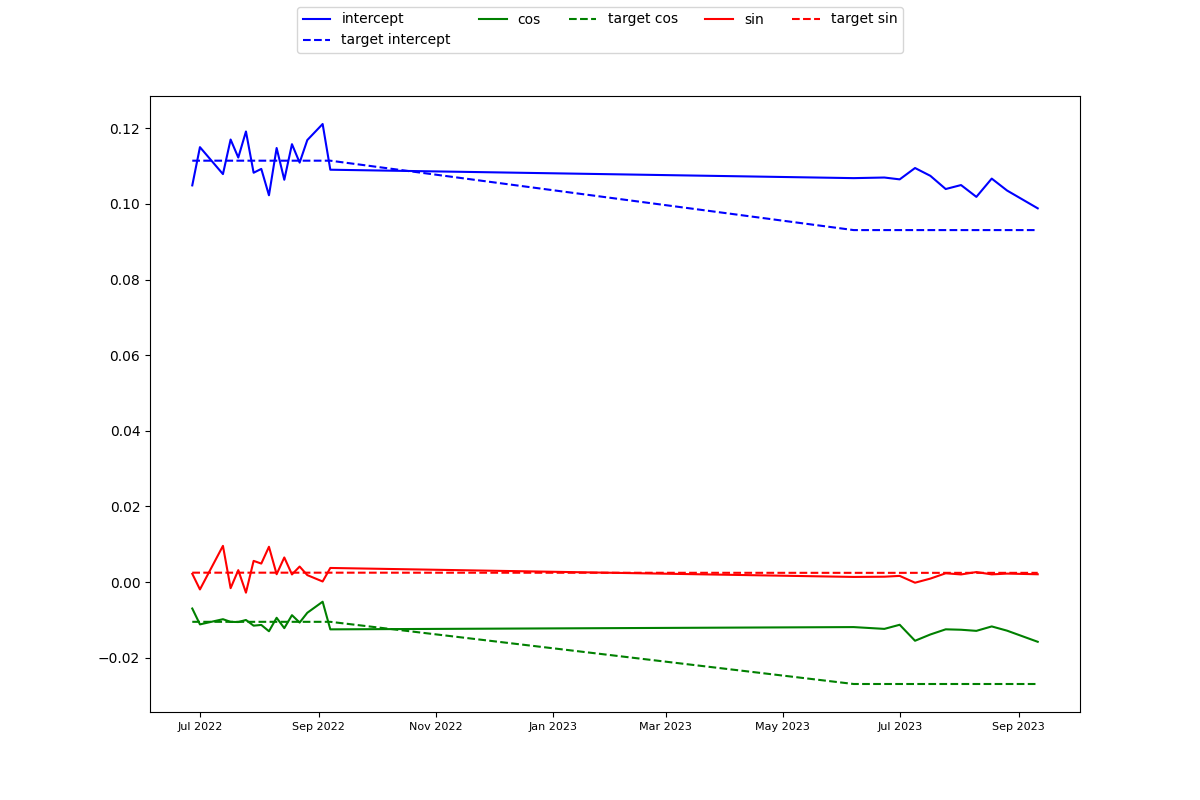 intercept cos target cos sin target sin
target intercept
0.12
0.10
0.08
0.06
0.04
0.02
0.00
−0.02
Jul 2022 Sep 2022 Nov 2022 Jan 2023 Mar 2023 May 2023 Jul 2023 Sep 2023